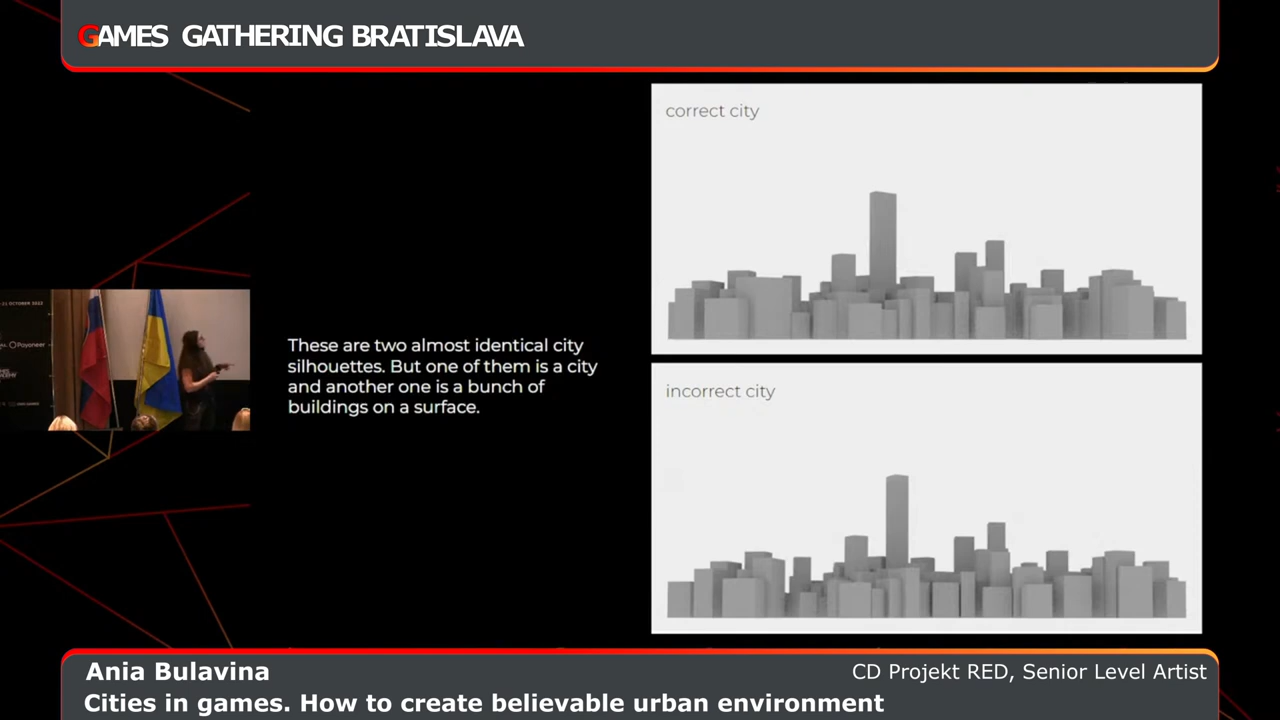 GAMES GATHERING BRATISLAVA
correct city
These are two almost identical city
silhouettes. But one of them is a city
and another one is a bunch of
buildings on a surface.
incorrect city
Payoneer
Ania Bulavina
CD Projekt RED, Senior Level Artist
Cities in games. How to create believable urban environment